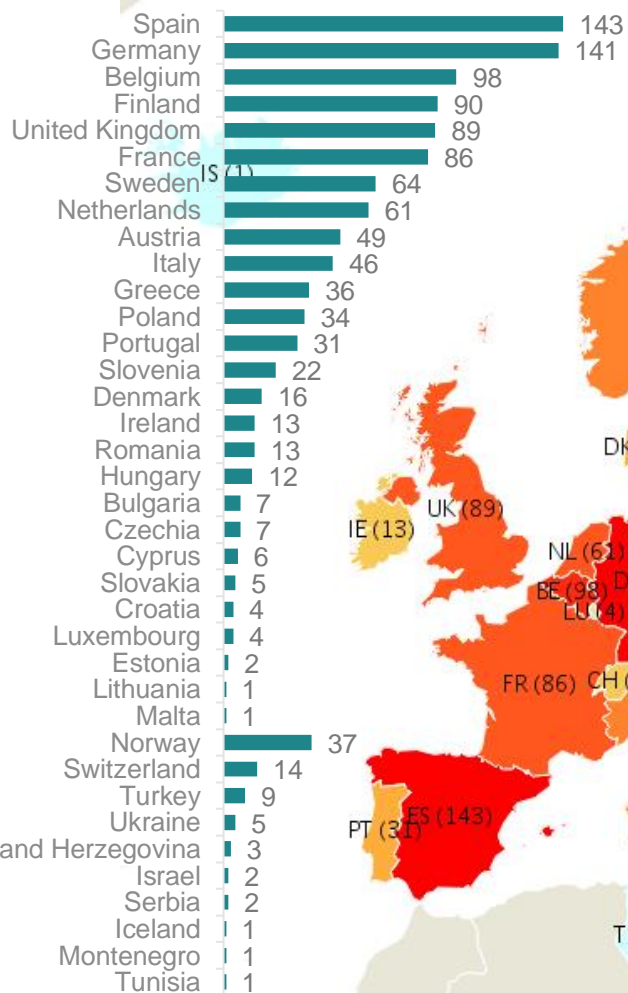 Spain 143
Germany 141
Belgium 98
Finland 90
United Kingdom 89
France 86
IS (1)
Sweden 64
Netherlands 61
Austria 49
Italy 46
Greece 36
Poland 34
Portugal 31
Slovenia 22
Denmark 16
Ireland 13
Romania 13
Hungary 12
Bulgaria 7
Czechia 7
Cyprus 6
Slovakia 5
Croatia 4
Luxembourg 4
Estonia 2
Lithuania 1
Malta 1
Norway 37
Switzerland 14
Turkey 9
Ukraine 5
and Herzegovina 3
Israel 2
Serbia 2
Iceland 1
Montenegro 1
Tunisia 1
DK
UK (89)
IE (13)
NL (61)
BE (98)
D
LU (4)
FR (86)
CH (
ES (143)
PT (31)
T